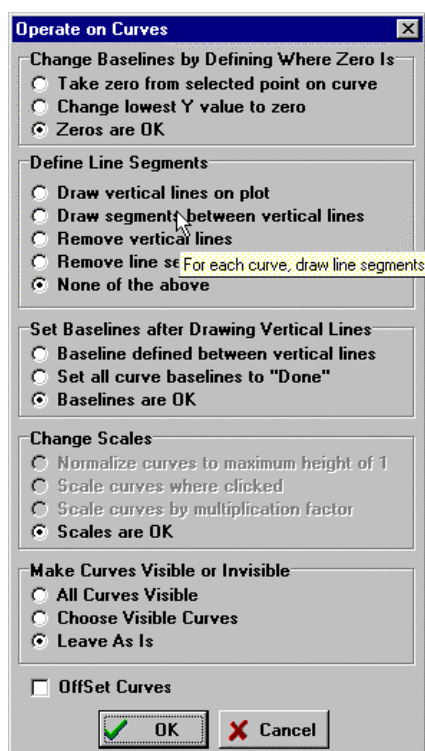 Operate on Curves
Change Baselines by Defining Where Zero Is
Take zero from selected point on curve
Change lowest Y value to zero
Zeros are OK
Define Line Segments
Draw vertical lines on plot
Draw segments between vertical lines
Remove vertical lines
Remove line se
For each curve, draw line segments
None of the above
Set Baselines after Drawing Vertical Lines
Baseline defined between vertical lines
Set all curve baselines to "Done"
Baselines are OK
Change Scales
Normalize curves to maximum height of 1
Scale curves where clicked
Scale curves by multiplication factor
Scales are OK
Make Curves Visible or Invisible
All Curves Visible
Choose Visible Curves
Leave As Is
OffSet Curves
OK
Cancel